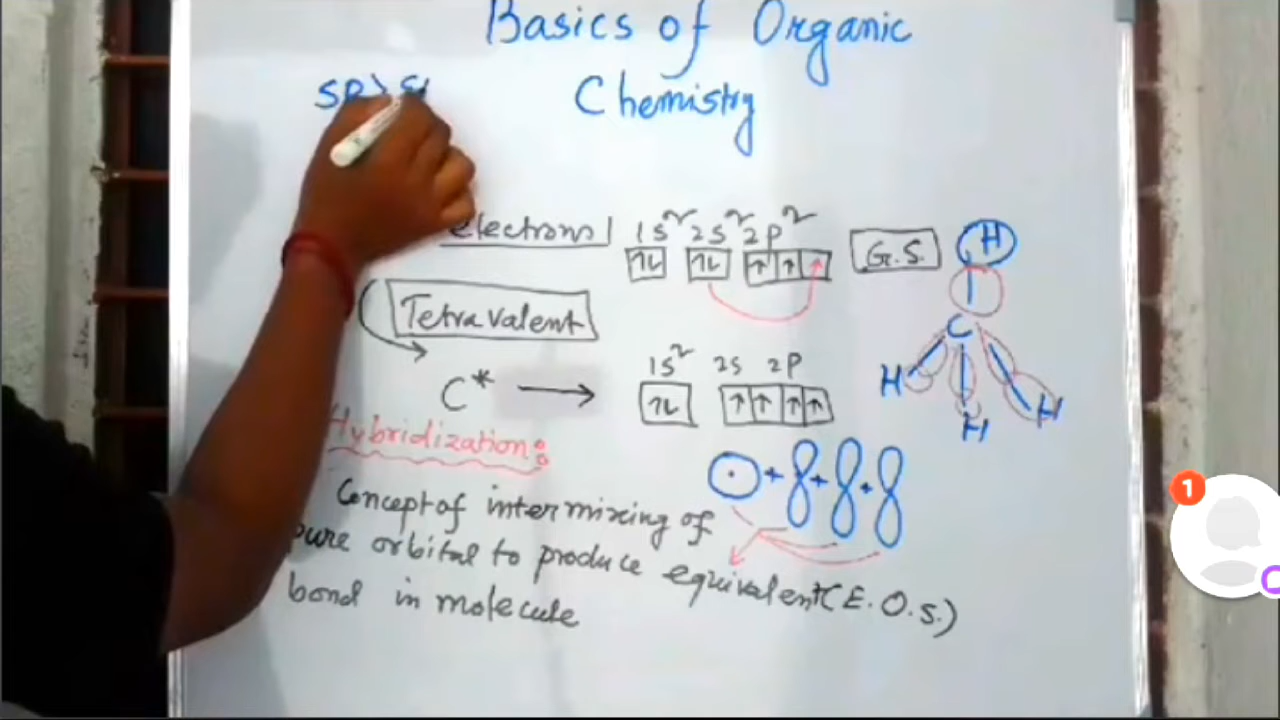 Basics of Organic
Chemistry
SP>
electrons 1s² 2s² 2p² G.S.
↑↓ ↑↓ ↑ ↑
H
Tetravalent
C
H H H
1s² 2s 2p
C* →
↑↓ ↑ ↑ ↑ ↑
Hybridization:
+ + +
Concept of intermixing of
pure orbital to produce equivalent (E.O.S.)
bond in molecule
1